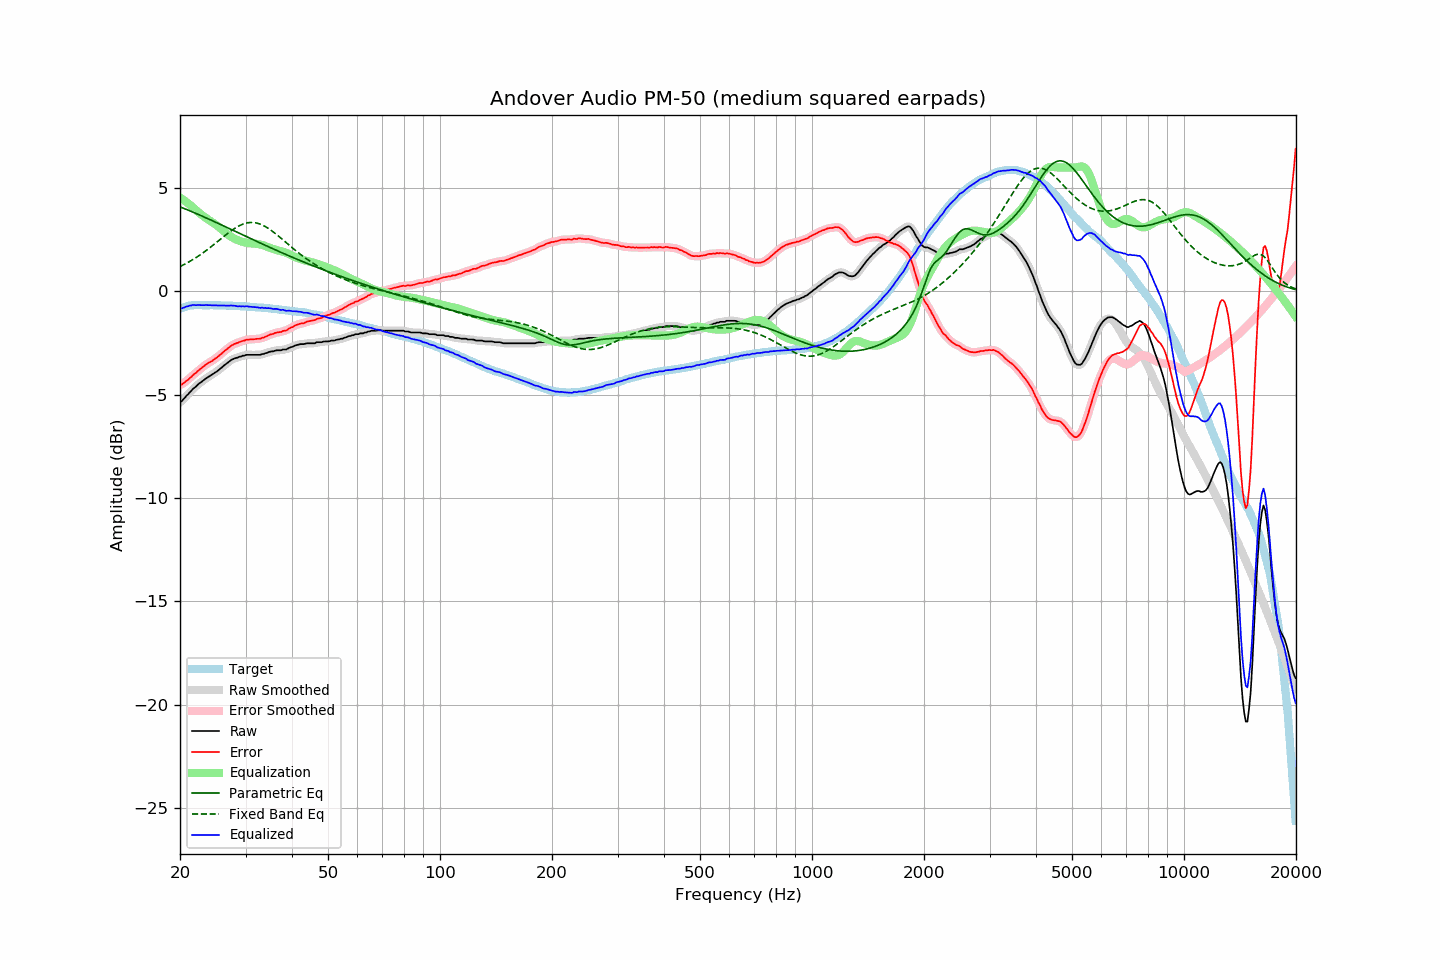 Andover Audio PM-50 (medium squared earpads)
Amplitude (dBr)
5
0
−5
−10
−15
−20
−25
Target
Raw Smoothed
Error Smoothed
Raw
Error
Equalization
Parametric Eq
Fixed Band Eq
Equalized
20 50 100 200 500 1000 2000 5000 10000 20000
Frequency (Hz)